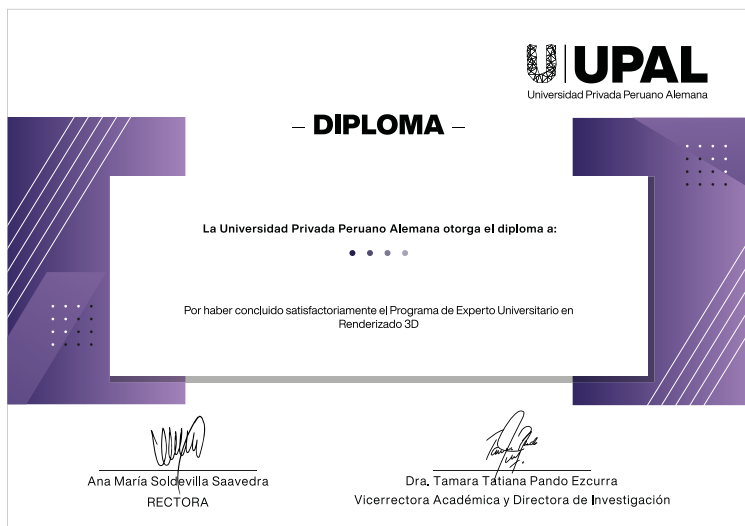 UPAL
Universidad Privada Peruano Alemana
– DIPLOMA –
La Universidad Privada Peruano Alemana otorga el diploma a:
Por haber concluido satisfactoriamente el Programa de Experto Universitario en
Renderizado 3D
Ana María Soldevilla Saavedra
RECTORA
Dra. Tamara Tatiana Pando Ezcurra
Vicerrectora Académica y Directora de Investigación